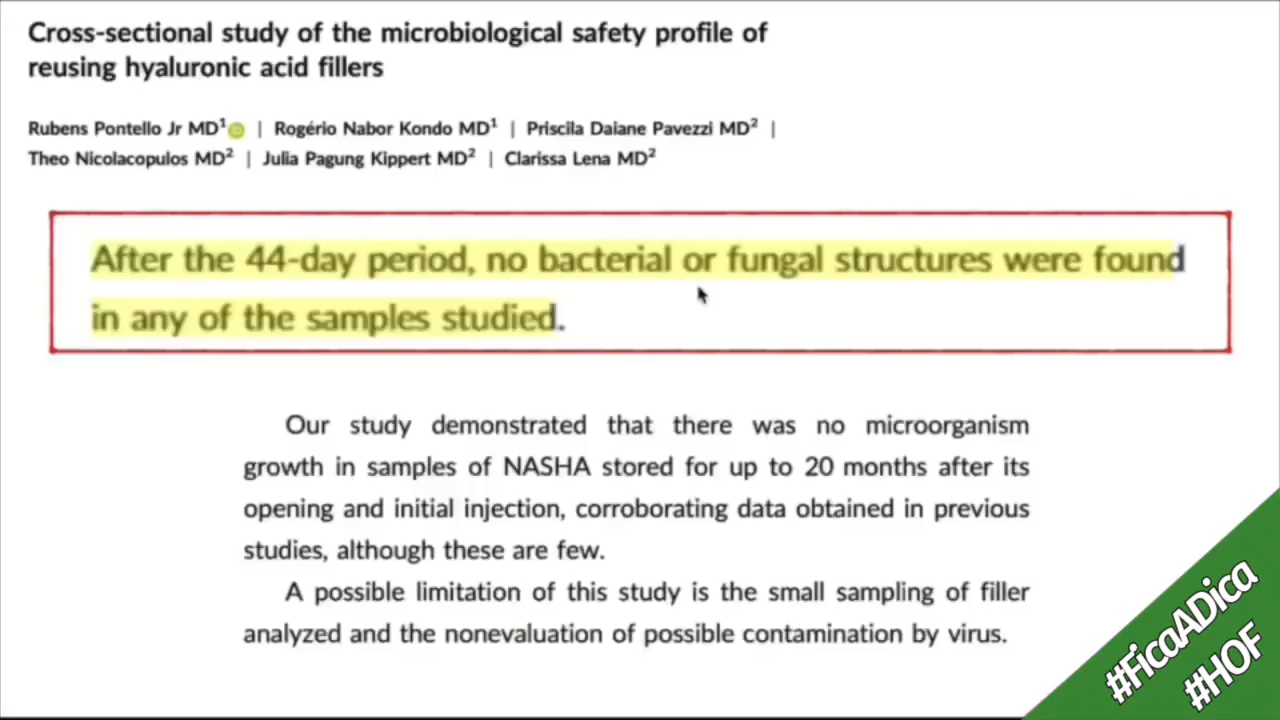 Cross-sectional study of the microbiological safety profile of
reusing hyaluronic acid fillers
Rubens Pontello Jr MD¹ | Rogério Nabor Kondo MD¹ | Priscila Daiane Pavezzi MD² |
Theo Nicolacopulos MD² | Julia Pagung Kippert MD² | Clarissa Lena MD²
After the 44-day period, no bacterial or fungal structures were found
in any of the samples studied.
Our study demonstrated that there was no microorganism
growth in samples of NASHA stored for up to 20 months after its
opening and initial injection, corroborating data obtained in previous
studies, although these are few.
A possible limitation of this study is the small sampling of filler
analyzed and the nonevaluation of possible contamination by virus.
#FicaADica
#HOF